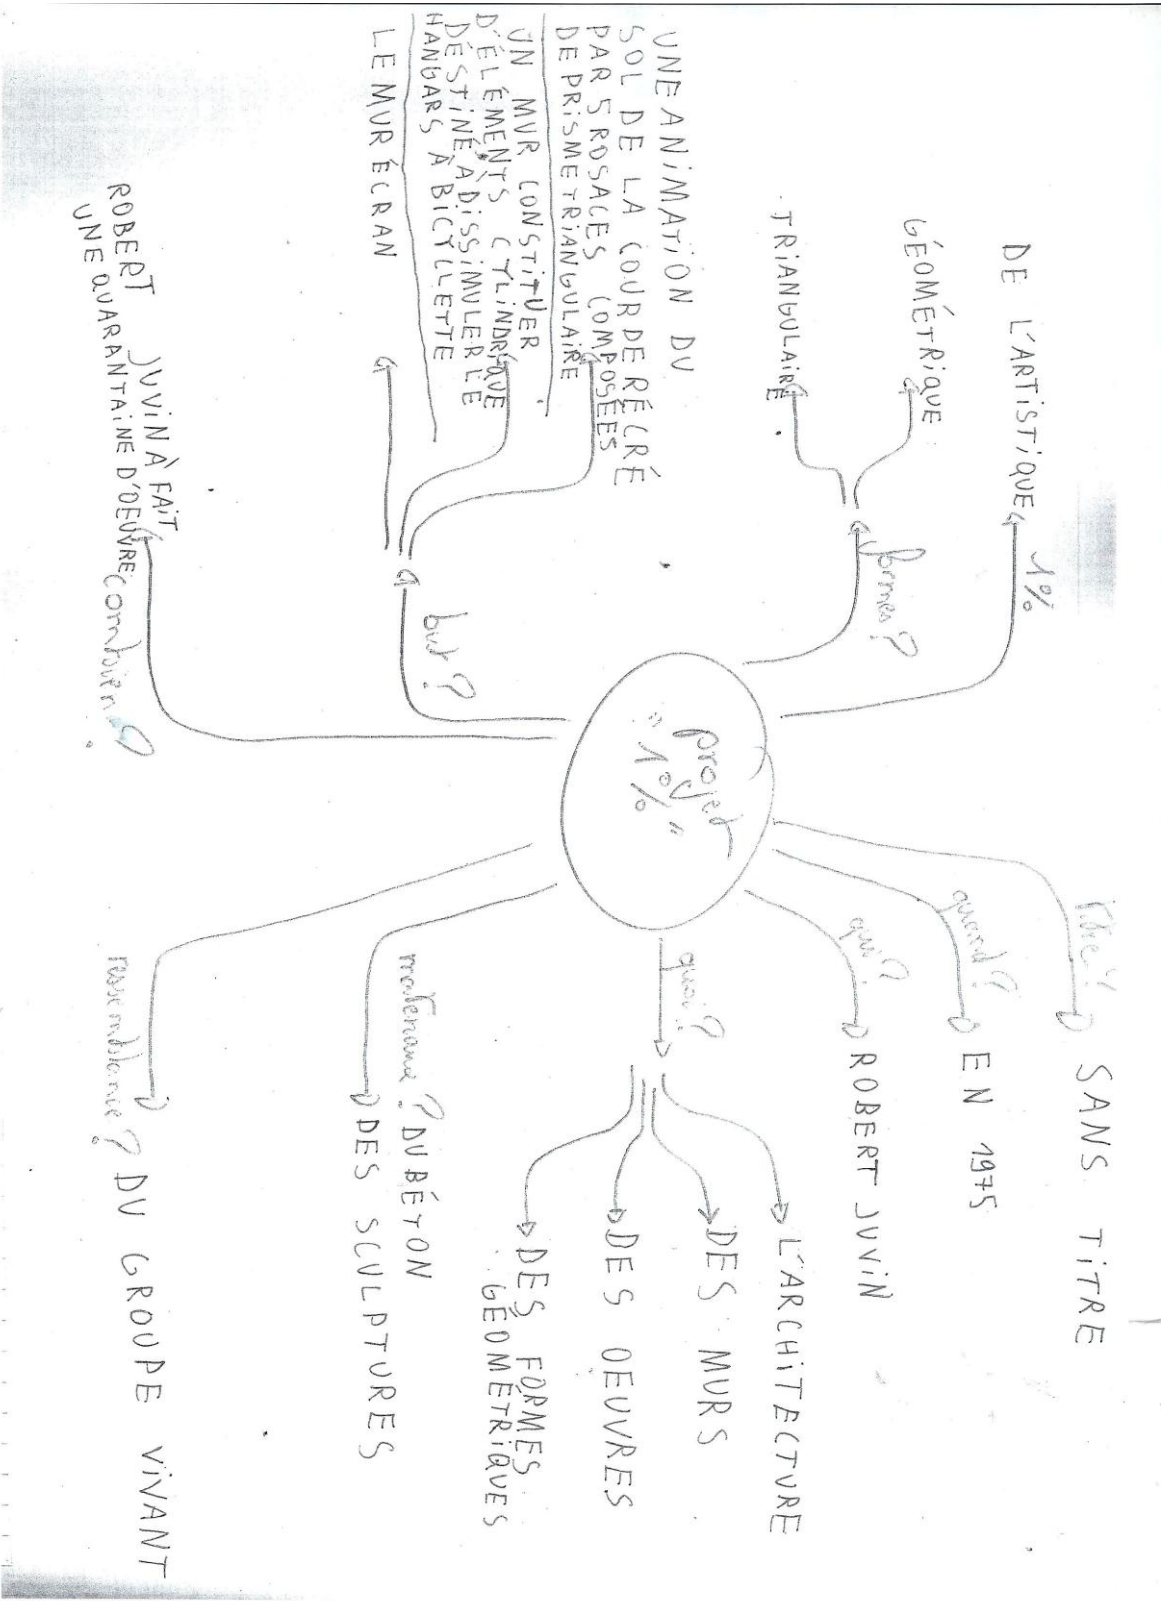 projet
" 1% "
1%
DE L'ARTiSTiQUE
formes ?
GÉOMÉTRiQUE
TRiANGULAiRE
but ?
UNE ANiMATiON DU
SOL DE LA COUR DE RÉCRÉ
PAR 5 ROSACES COMPOSÉES
DE PRiSME TRiANGULAiRE
UN MUR CONSTiTUER
D'ÉLÉMENTS CYLiNDRiQUE
DÉSTiNÉ À DiSSiMULER LE
HANGARS À BiCYCLETTE
LE MUR ÉCRAN
combien ?
ROBERT JUViN À FAiT
UNE QUARANTAiNE D'OEUVRE
titre ?
SANS TiTRE
quand ?
EN 1975
qui ?
ROBERT JUViN
quoi ?
L'ARCHiTECTURE
DES MURS
DES OEUVRES
DES FORMES
GÉOMÉTRiQUES
DU BÉTON
DES SCULPTURES
ressemblence ?
DU GROUPE ViVANT